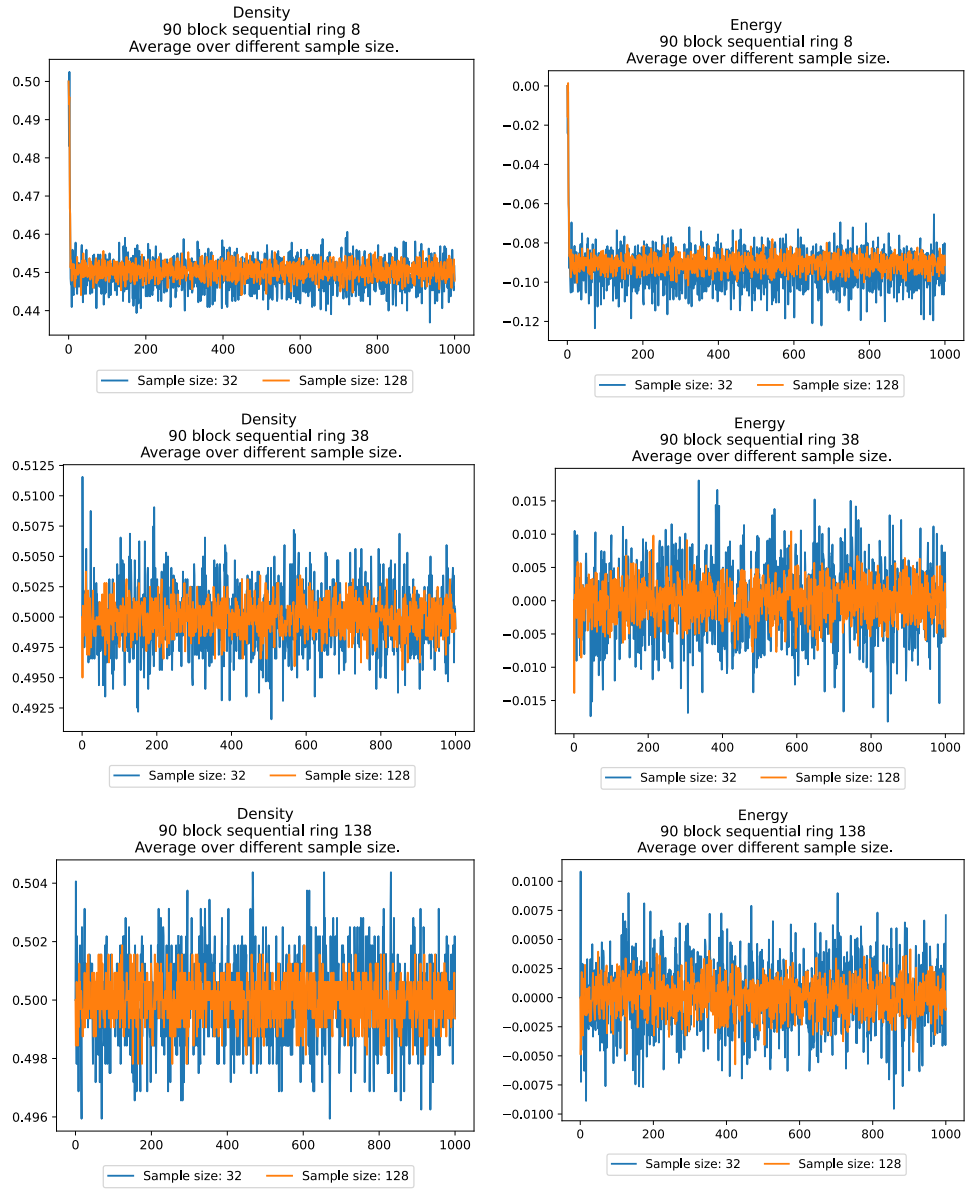 Density
90 block sequential ring 8
Average over different sample size.
0.50
0.49
0.48
0.47
0.46
0.45
0.44
0 200 400 600 800 1000
Sample size: 32 Sample size: 128
Energy
90 block sequential ring 8
Average over different sample size.
0.00
−0.02
−0.04
−0.06
−0.08
−0.10
−0.12
0 200 400 600 800 1000
Sample size: 32 Sample size: 128
Density
90 block sequential ring 38
Average over different sample size.
0.5125
0.5100
0.5075
0.5050
0.5025
0.5000
0.4975
0.4950
0.4925
0 200 400 600 800 1000
Sample size: 32 Sample size: 128
Energy
90 block sequential ring 38
Average over different sample size.
0.015
0.010
0.005
0.000
−0.005
−0.010
−0.015
0 200 400 600 800 1000
Sample size: 32 Sample size: 128
Density
90 block sequential ring 138
Average over different sample size.
0.504
0.502
0.500
0.498
0.496
0 200 400 600 800 1000
Sample size: 32 Sample size: 128
Energy
90 block sequential ring 138
Average over different sample size.
0.0100
0.0075
0.0050
0.0025
0.0000
−0.0025
−0.0050
−0.0075
−0.0100
0 200 400 600 800 1000
Sample size: 32 Sample size: 128